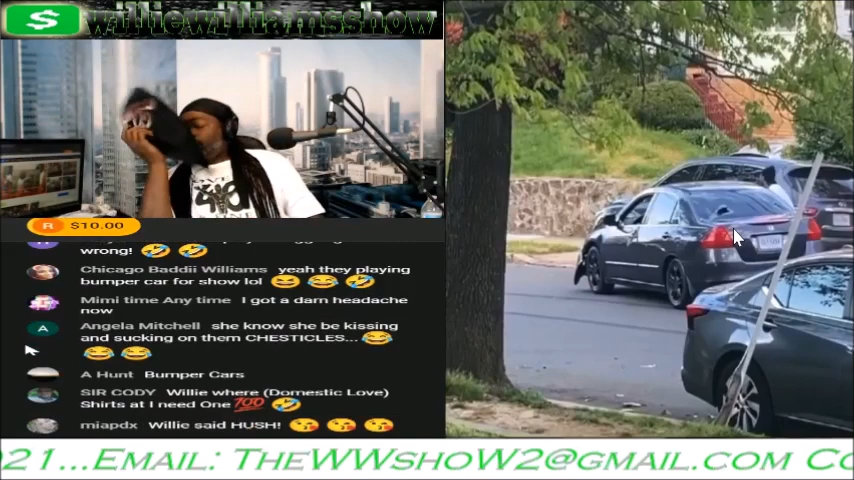 $ williewilliamsshow
R $10.00
wrong! 🤣 🤣
Chicago Baddii Williams yeah they playing
bumper car for show lol 😆 😂 🤣
Mimi time Any time I got a darn headache
now
A Angela Mitchell she know she be kissing
and sucking on them CHESTICLES... 😂
😂 😂
A Hunt Bumper Cars
SIR CODY Willie where (Domestic Love)
Shirts at I need One 💯 🤣
miapdx Willie said HUSH! 😘 😘 😘
021...Email: TheWWshow2@gmail.com Co